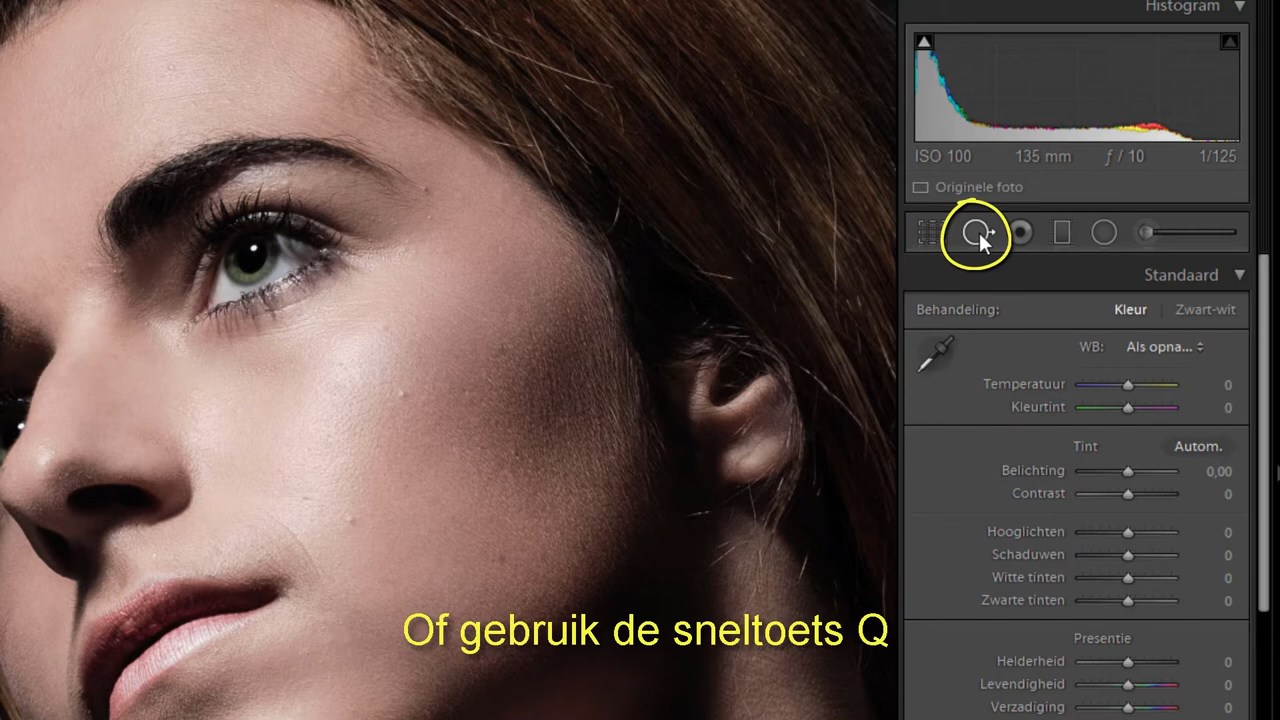 Histogram
ISO 100 135 mm ƒ / 10 1/125
Originele foto
Standaard
Behandeling: Kleur Zwart-wit
WB: Als opna...
Temperatuur 0
Kleurtint 0
Tint Autom.
Belichting 0,00
Contrast 0
Hooglichten 0
Schaduwen 0
Witte tinten 0
Zwarte tinten 0
Presentie
Helderheid 0
Levendigheid 0
Verzadiging 0
Of gebruik de sneltoets Q